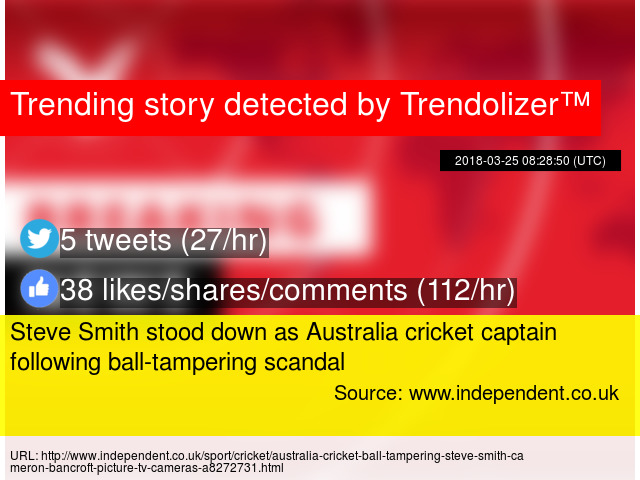 Trending story detected by Trendolizer™
2018-03-25 08:28:50 (UTC)
BREAKING
5 tweets (27/hr)
38 likes/shares/comments (112/hr)
Steve Smith stood down as Australia cricket captain
following ball-tampering scandal
Source: www.independent.co.uk
URL: http://www.independent.co.uk/sport/cricket/australia-cricket-ball-tampering-steve-smith-ca
meron-bancroft-picture-tv-cameras-a8272731.html